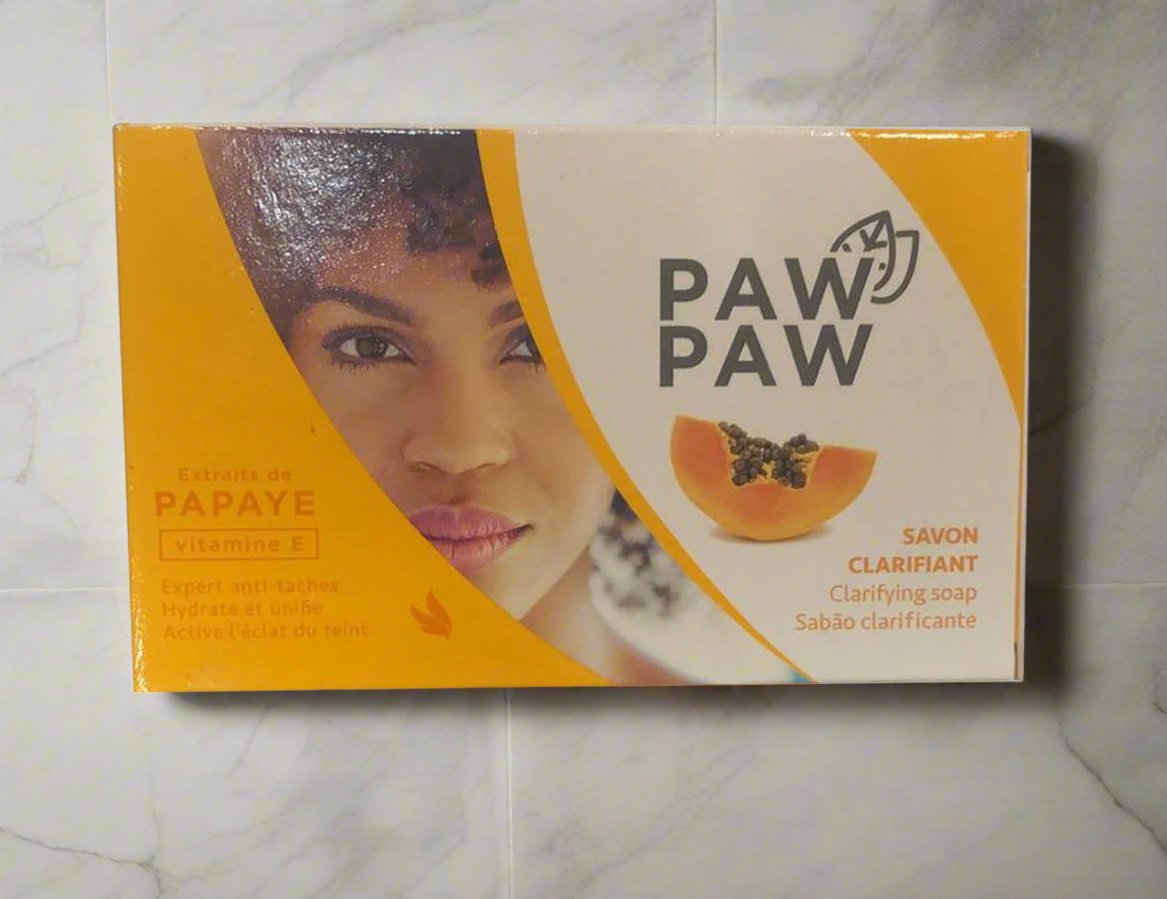 PAW
PAW
Extraits de
PAPAYE
vitamine E
Expert anti-taches
Hydrate et unifie
Active l'éclat du teint
SAVON
CLARIFIANT
Clarifying soap
Sabão clarificante